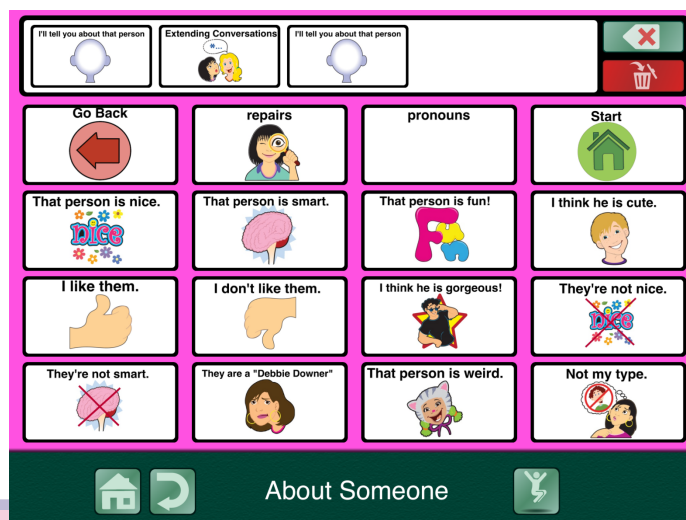 I'll tell you about that person
Extending Conversations
I'll tell you about that person
"...
Go Back
repairs
pronouns
Start
That person is nice.
nice
That person is smart.
That person is fun!
Fun
I think he is cute.
I like them.
I don't like them.
I think he is gorgeous!
They're not nice.
nice
They're not smart.
They are a "Debbie Downer"
That person is weird.
Not my type.
About Someone